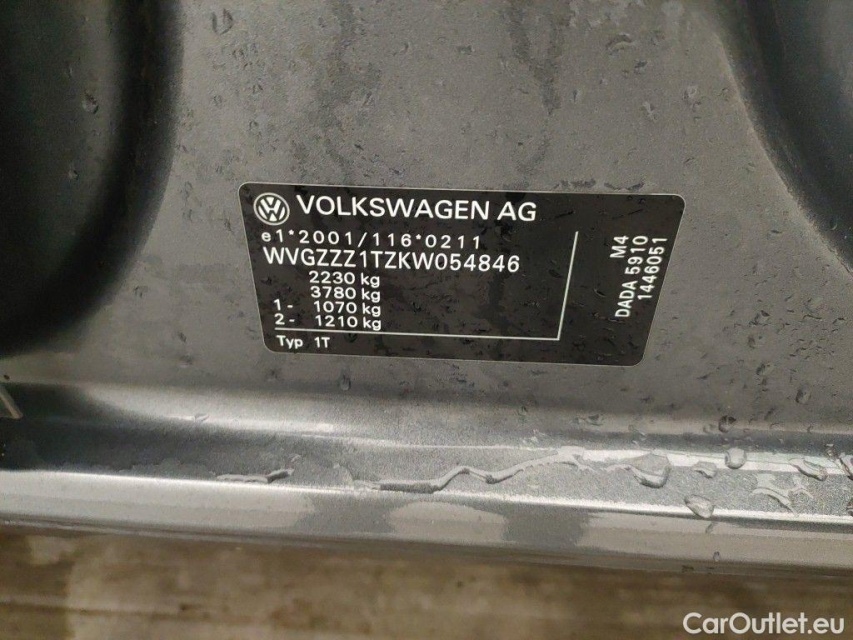 VOLKSWAGEN AG
e1*2001/116*0211
WVGZZZ1TZKW054846
2230 kg
3780 kg
1- 1070 kg
2- 1210 kg
Typ 1T
M4
DADA 5910
1446051
CarOutlet.eu